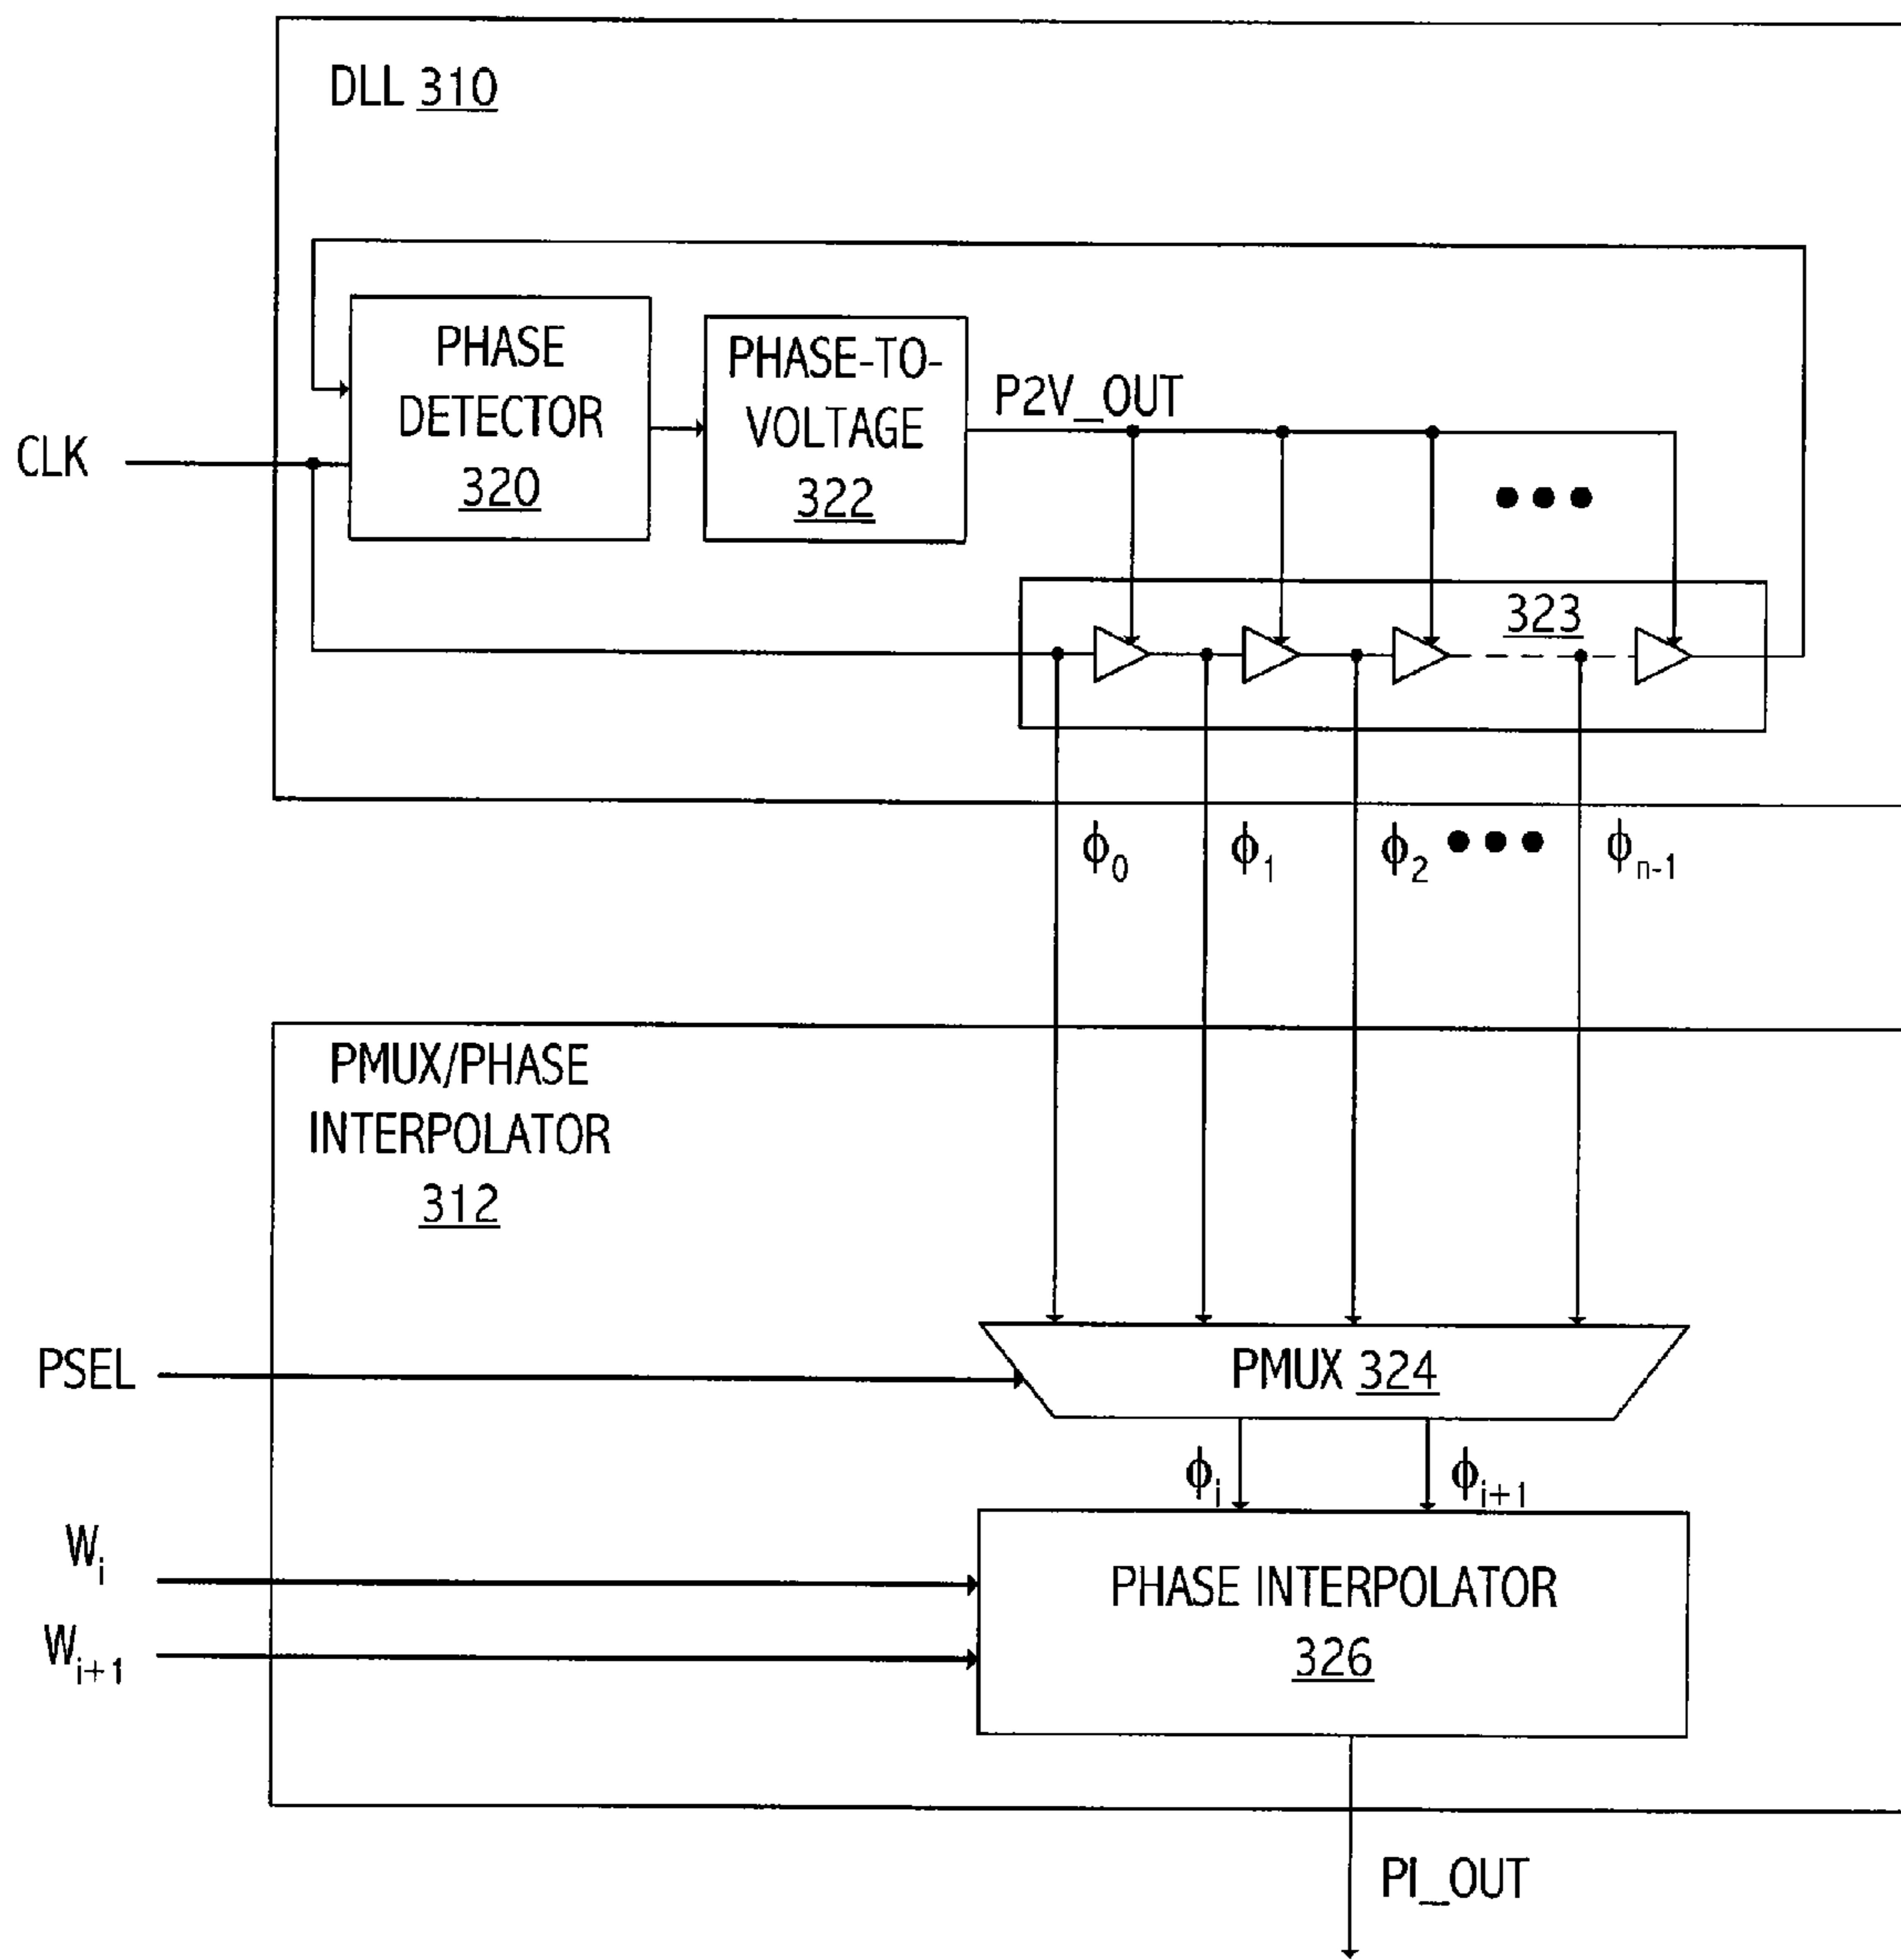 DLL 310
PHASE
DETECTOR
320
PHASE-TO-
VOLTAGE
322
P2V_OUT
CLK
323
ϕ0
ϕ1
ϕ2
ϕn-1
PMUX/PHASE
INTERPOLATOR
312
PSEL
PMUX 324
ϕi
ϕi+1
Wi
Wi+1
PHASE INTERPOLATOR
326
PI_OUT